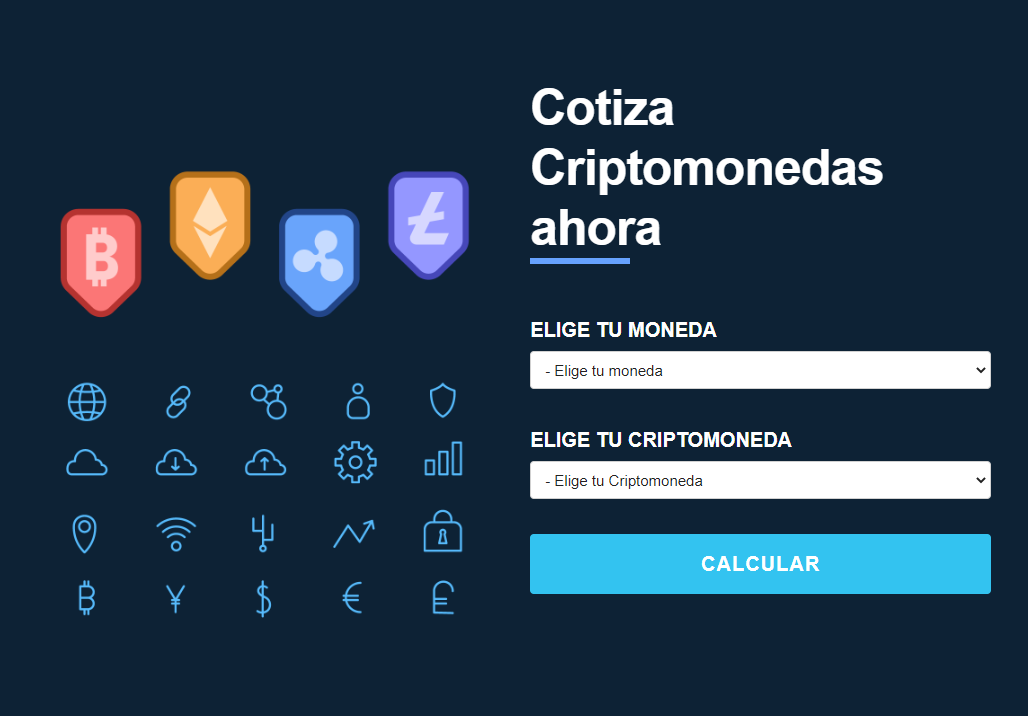 Cotiza
Criptomonedas
ahora
ELIGE TU MONEDA
- Elige tu moneda
ELIGE TU CRIPTOMONEDA
- Elige tu Criptomoneda
CALCULAR